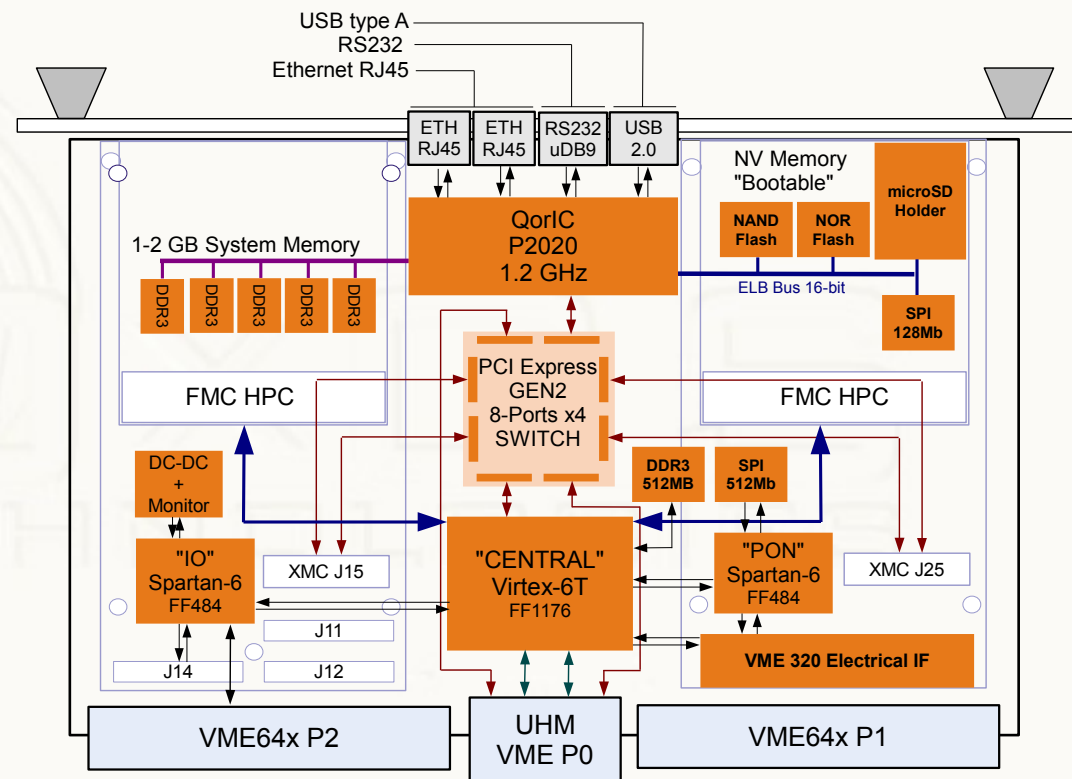 USB type A
RS232
Ethernet RJ45
ETH
RJ45
ETH
RJ45
RS232
uDB9
USB
2.0
NV Memory
"Bootable"
microSD
Holder
NAND
Flash
NOR
Flash
QorIC
P2020
1.2 GHz
1-2 GB System Memory
DDR3
DDR3
DDR3
DDR3
DDR3
ELB Bus 16-bit
SPI
128Mb
PCI Express
GEN2
8-Ports x4
SWITCH
FMC HPC
FMC HPC
DC-DC
+
Monitor
DDR3
512MB
SPI
512Mb
"IO"
Spartan-6
FF484
XMC J15
"CENTRAL"
Virtex-6T
FF1176
"PON"
Spartan-6
FF484
XMC J25
J11
J14
J12
VME 320 Electrical IF
VME64x P2
UHM
VME P0
VME64x P1